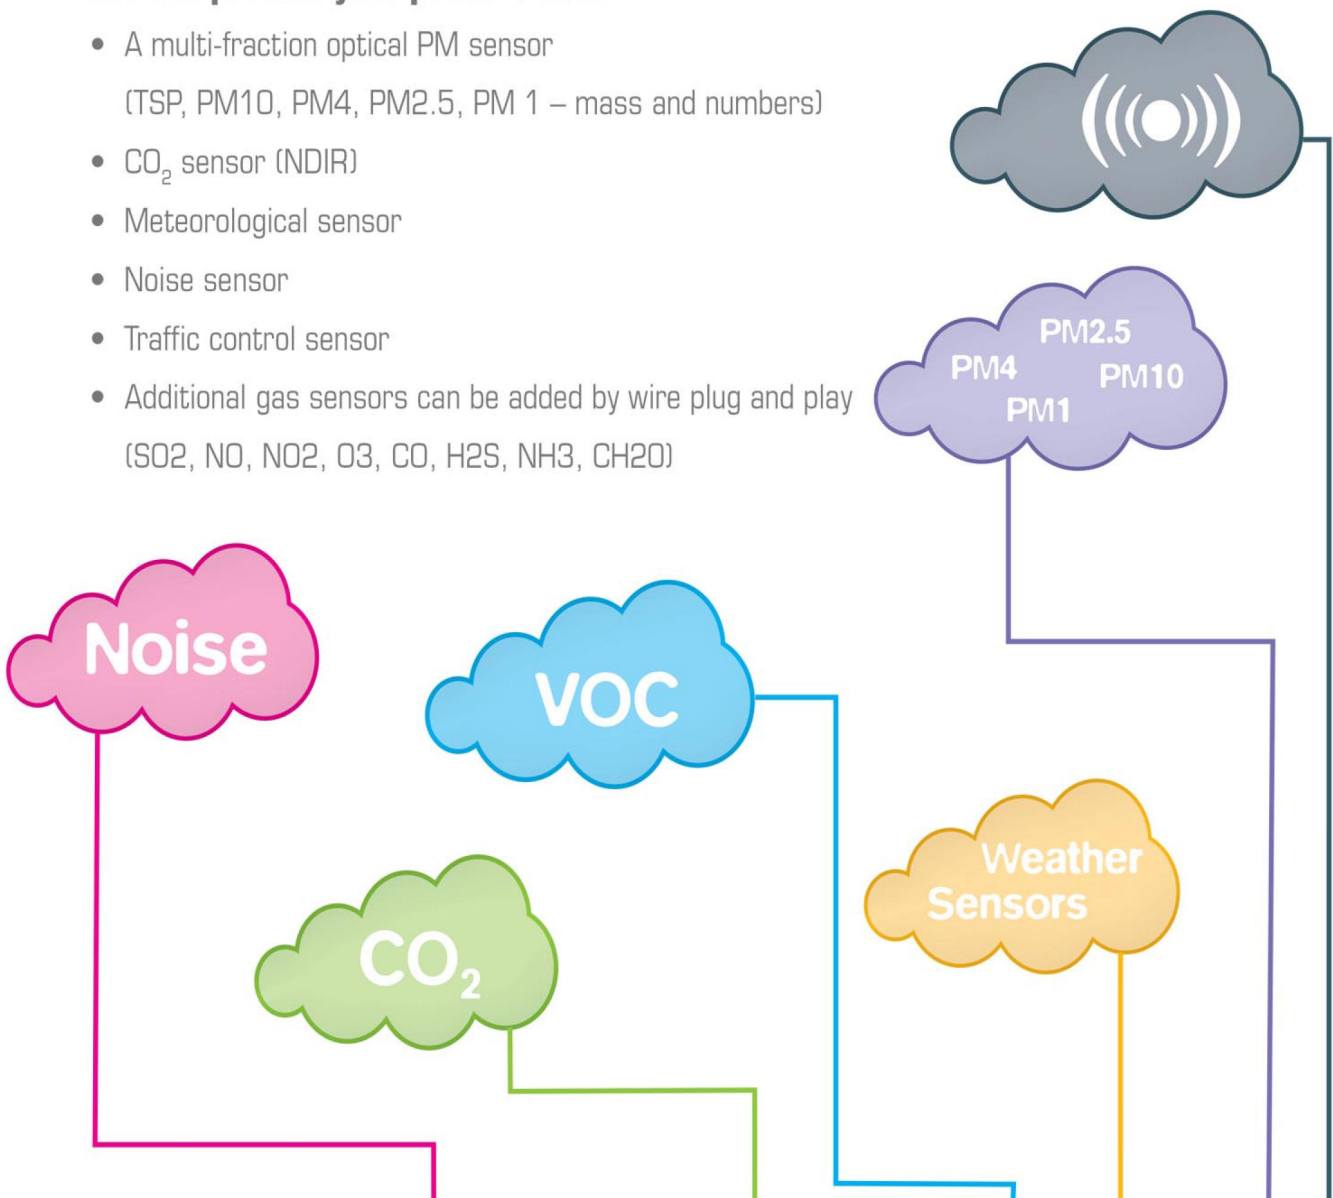 • A multi-fraction optical PM sensor
(TSP, PM10, PM4, PM2.5, PM 1 – mass and numbers)
• CO₂ sensor (NDIR)
• Meteorological sensor
• Noise sensor
• Traffic control sensor
• Additional gas sensors can be added by wire plug and play
(SO2, NO, NO2, O3, CO, H2S, NH3, CH2O)
PM2.5
PM4
PM10
PM1
Noise
VOC
Weather
Sensors
CO₂